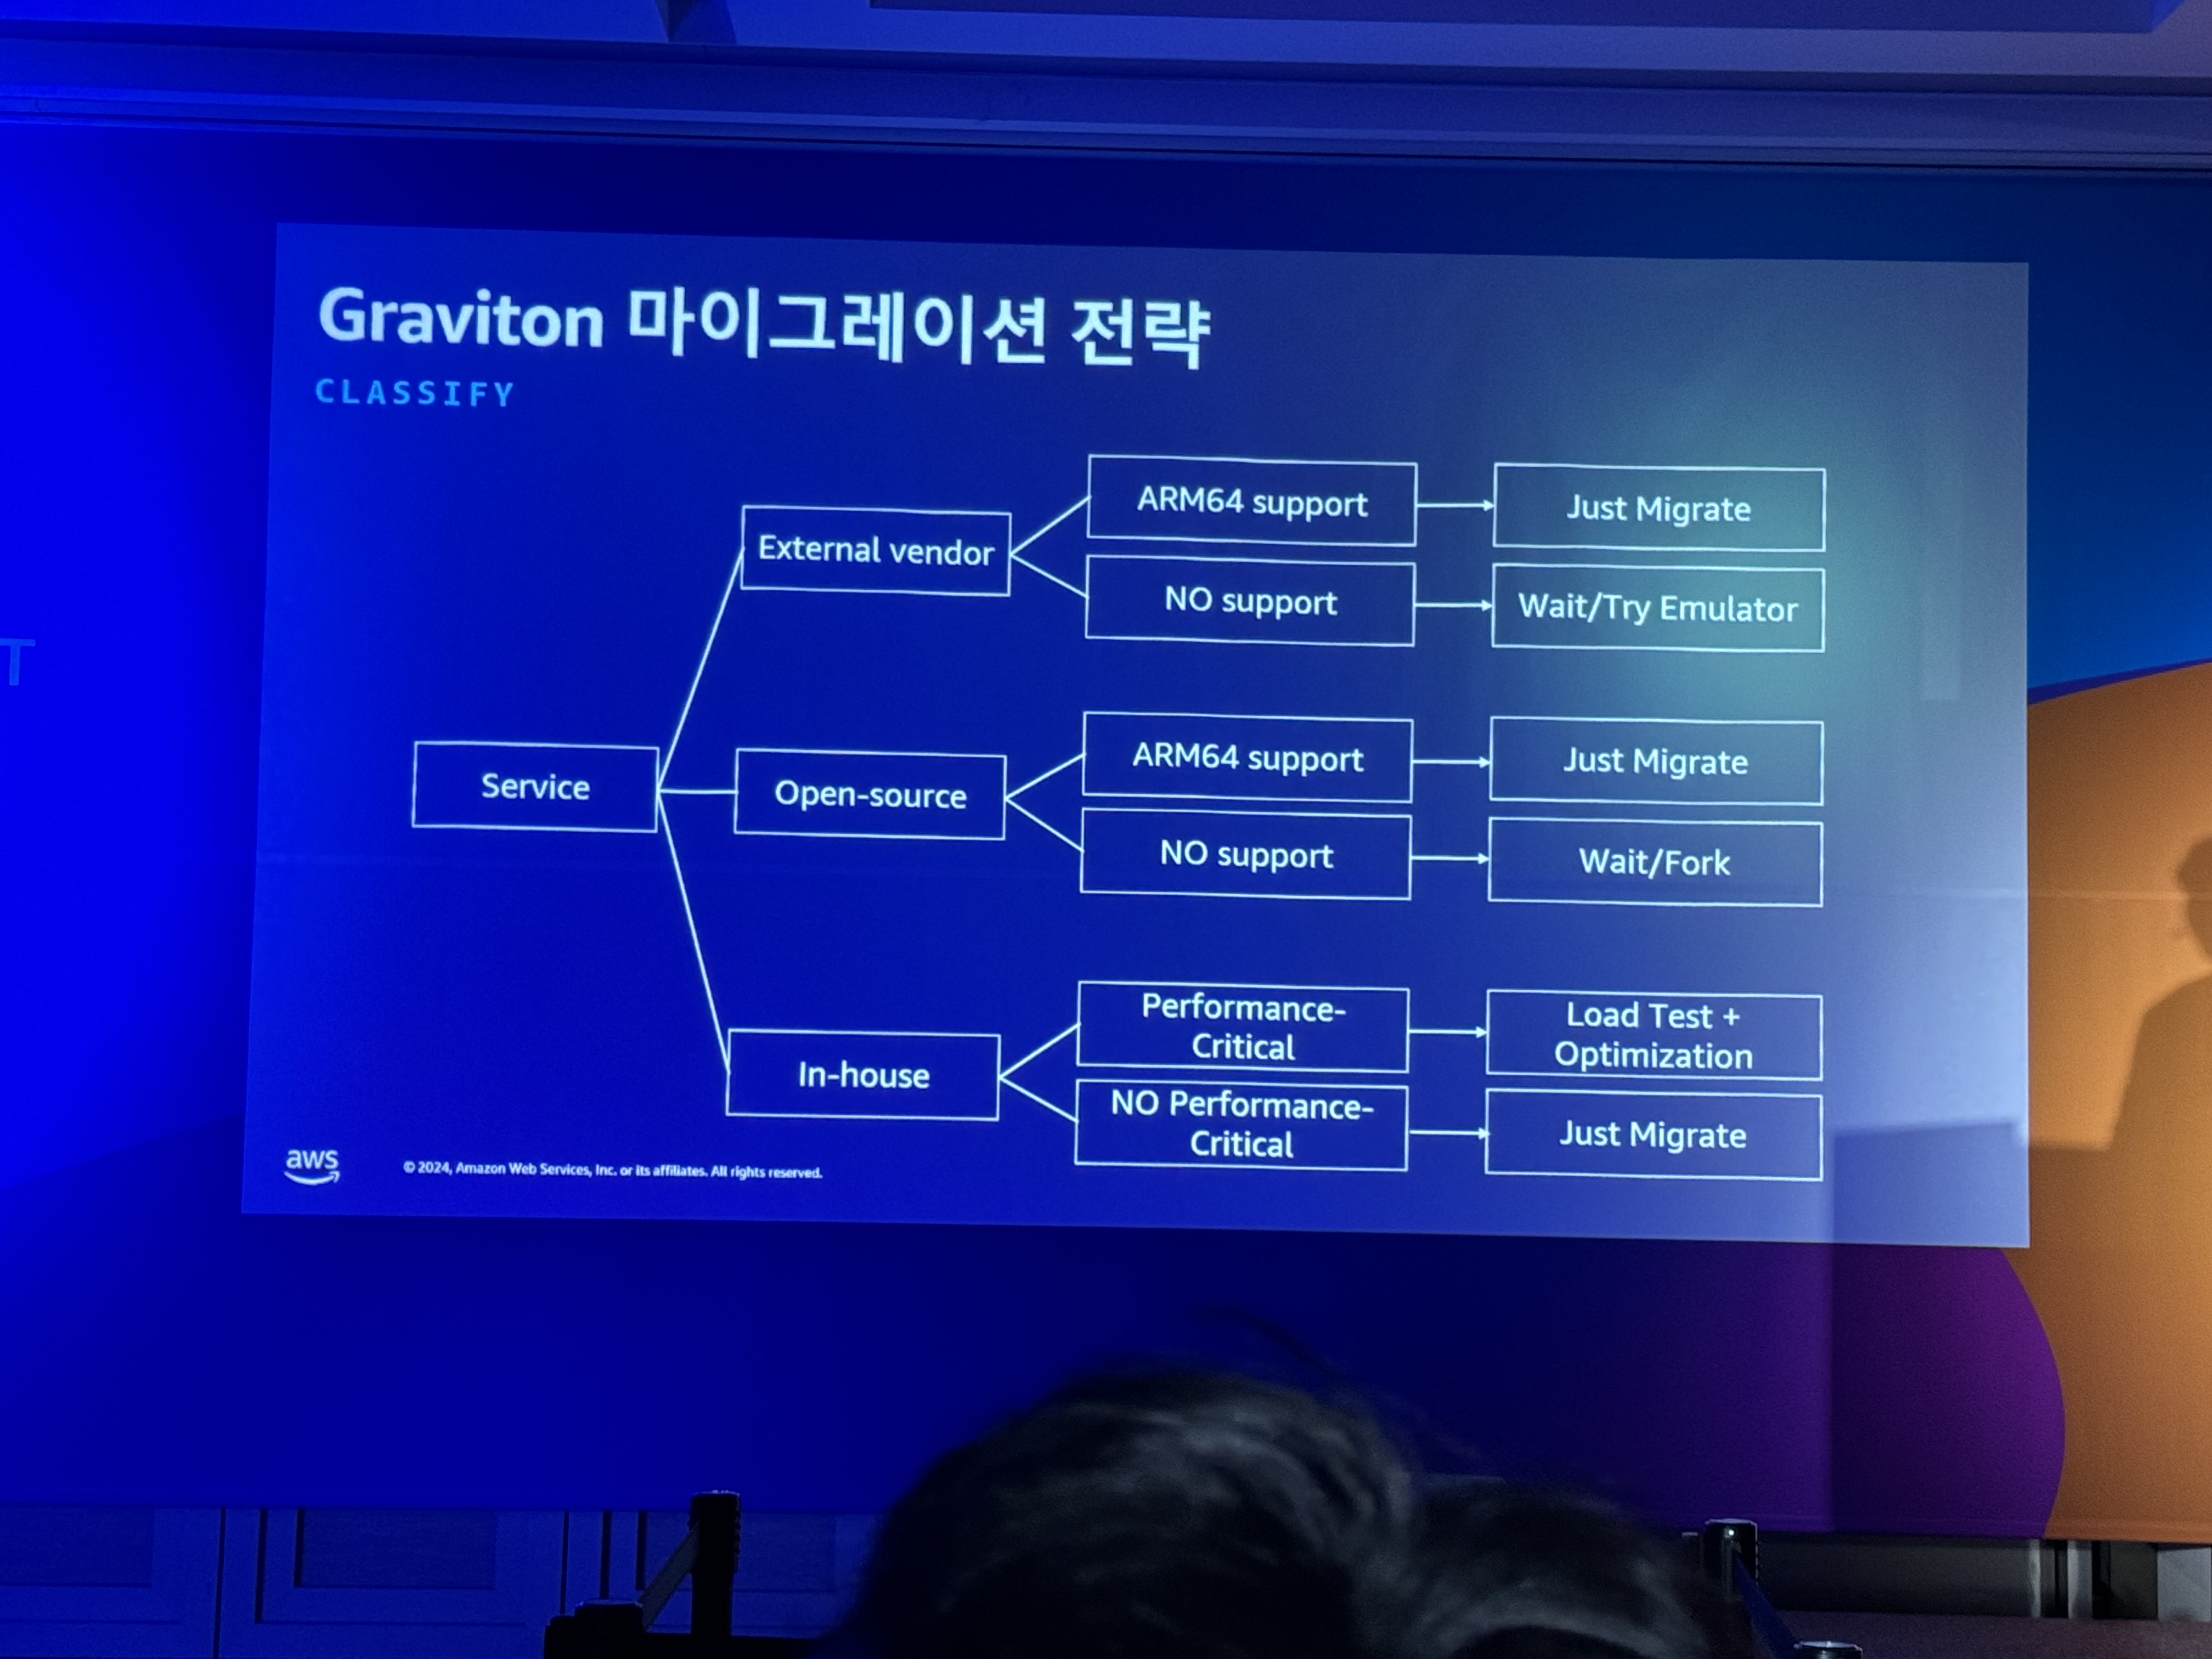 Graviton 마이그레이션 전략
CLASSIFY
Service
External vendor
ARM64 support
Just Migrate
NO support
Wait/Try Emulator
Open-source
ARM64 support
Just Migrate
NO support
Wait/Fork
In-house
Performance-
Critical
Load Test +
Optimization
NO Performance-
Critical
Just Migrate
aws
© 2024, Amazon Web Services, Inc. or its affiliates. All rights reserved.
T